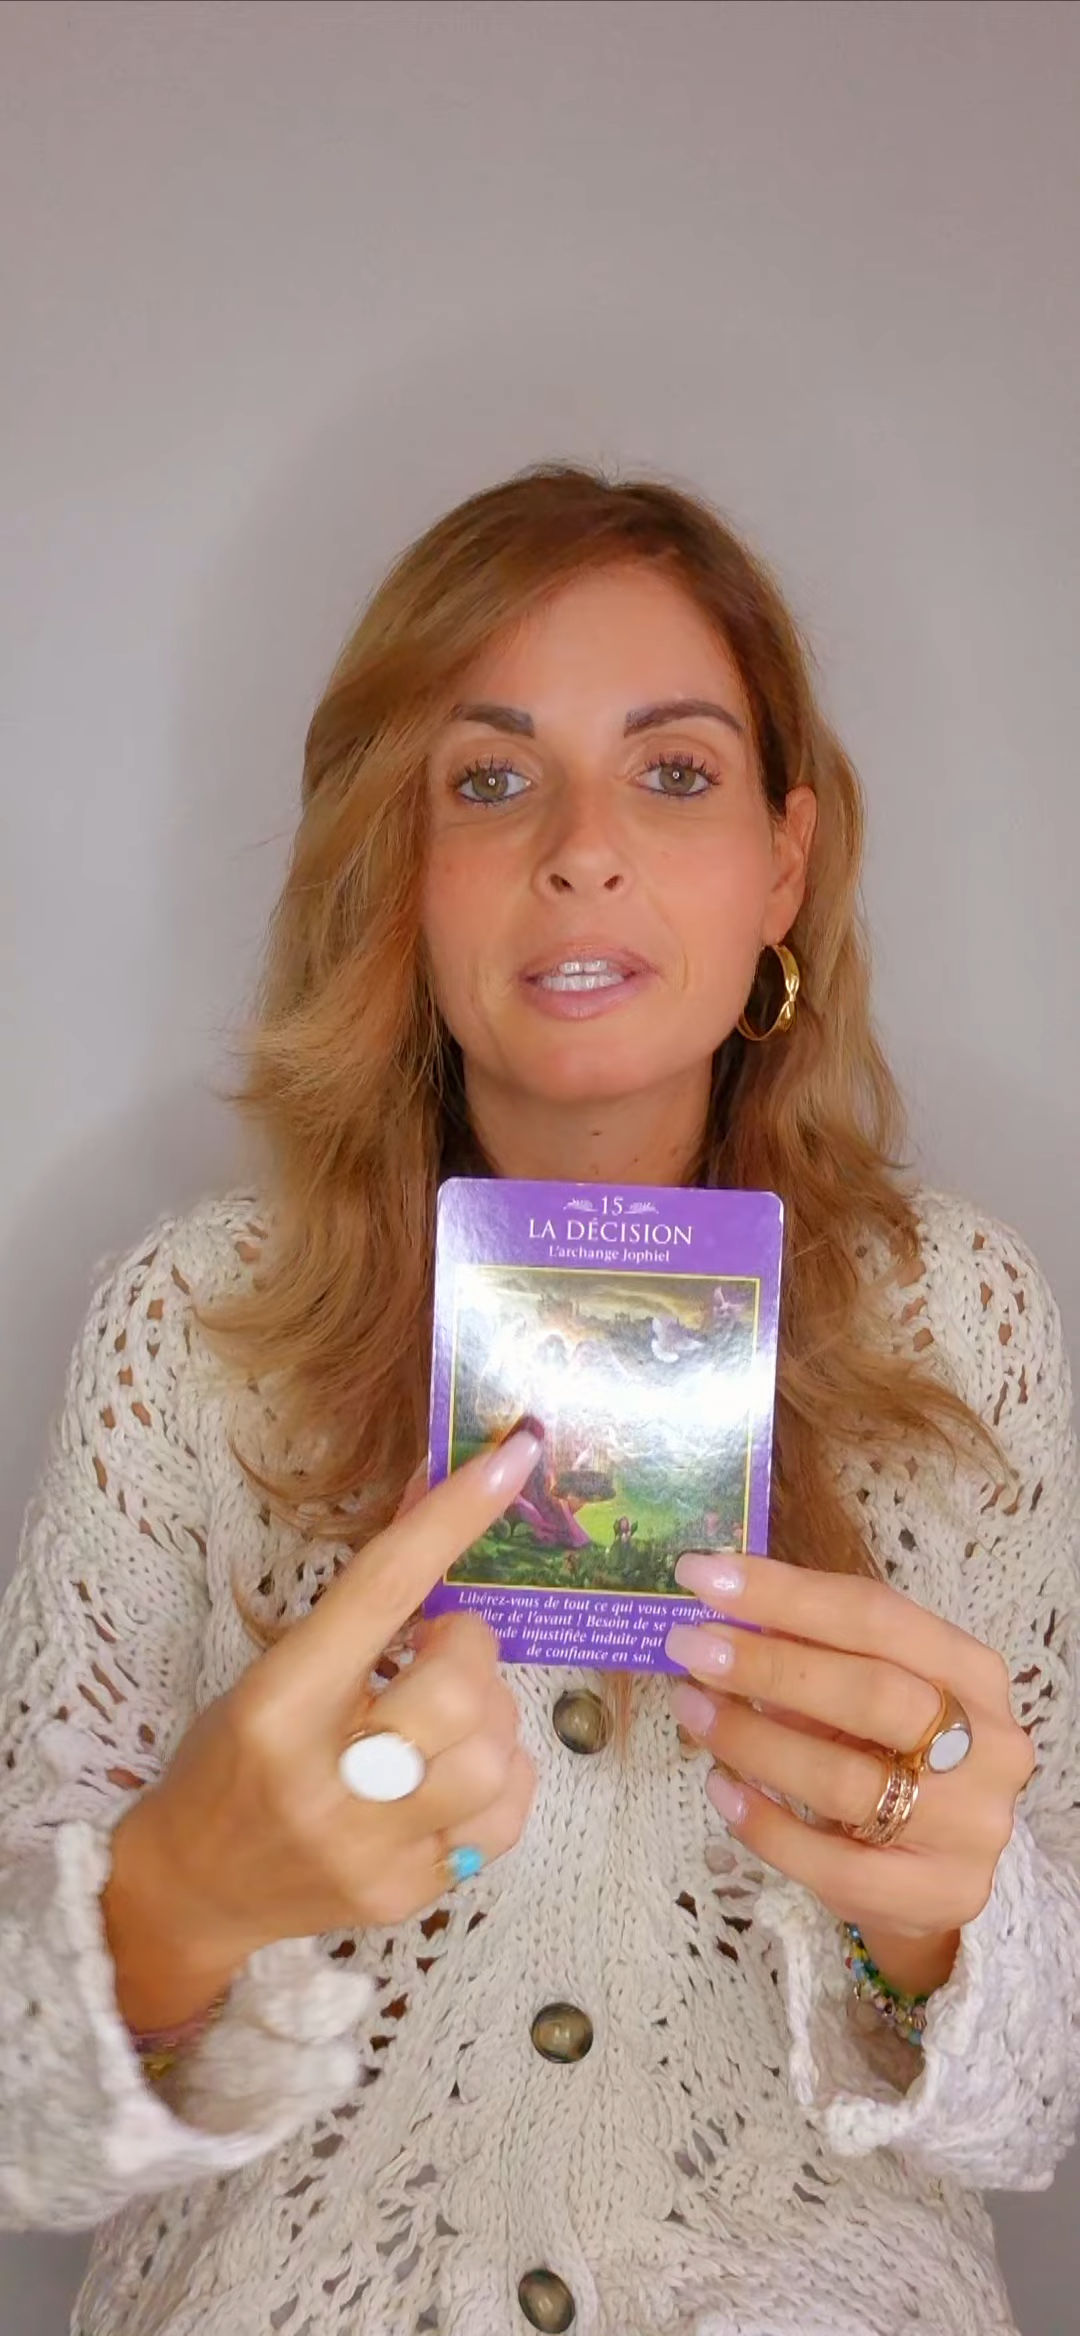 15
LA DÉCISION
L'archange Jophiel
Libérez-vous de tout ce qui vous empêche
d'aller de l'avant ! Besoin de se
injustifiée induite par
de confiance en soi.